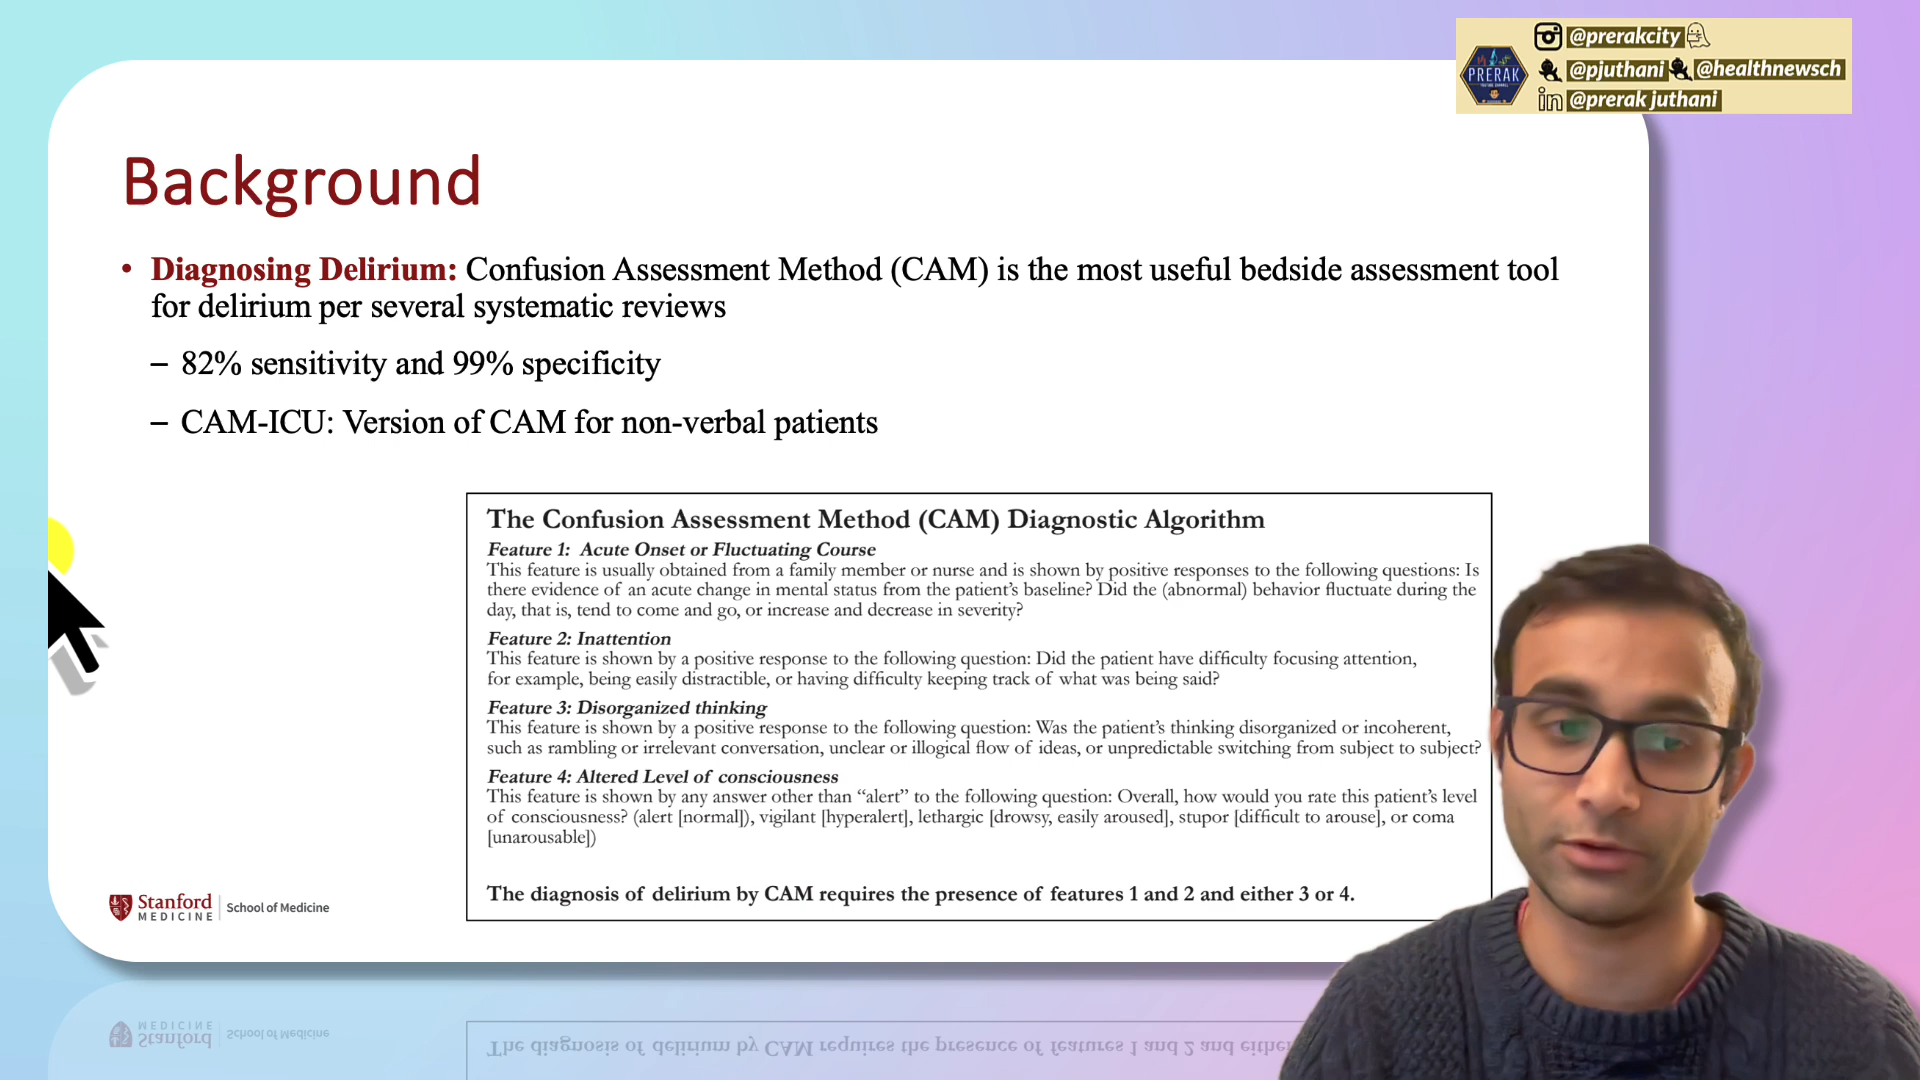 @prerakcity
PRERAK
@pjuthani @healthnewsch
in @prerak juthani
Background
• Diagnosing Delirium: Confusion Assessment Method (CAM) is the most useful bedside assessment tool
for delirium per several systematic reviews
– 82% sensitivity and 99% specificity
– CAM-ICU: Version of CAM for non-verbal patients
The Confusion Assessment Method (CAM) Diagnostic Algorithm
Feature 1: Acute Onset or Fluctuating Course
This feature is usually obtained from a family member or nurse and is shown by positive responses to the following questions: Is
there evidence of an acute change in mental status from the patient's baseline? Did the (abnormal) behavior fluctuate during the
day, that is, tend to come and go, or increase and decrease in severity?
Feature 2: Inattention
This feature is shown by a positive response to the following question: Did the patient have difficulty focusing attention,
for example, being easily distractible, or having difficulty keeping track of what was being said?
Feature 3: Disorganized thinking
This feature is shown by a positive response to the following question: Was the patient's thinking disorganized or incoherent,
such as rambling or irrelevant conversation, unclear or illogical flow of ideas, or unpredictable switching from subject to subject?
Feature 4: Altered Level of consciousness
This feature is shown by any answer other than “alert” to the following question: Overall, how would you rate this patient's level
of consciousness? (alert [normal]), vigilant [hyperalert], lethargic [drowsy, easily aroused], stupor [difficult to arouse], or coma
[unarousable])
The diagnosis of delirium by CAM requires the presence of features 1 and 2 and either 3 or 4.
Stanford
MEDICINE
School of Medicine